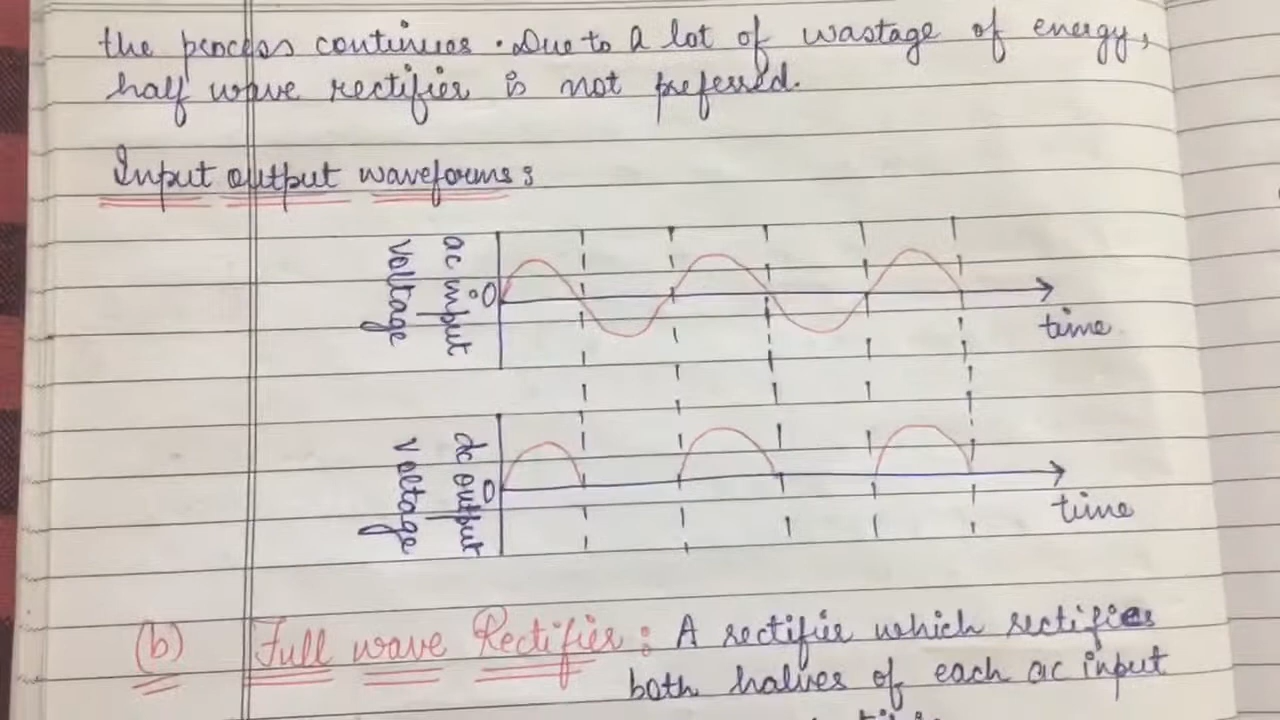 the process continues. Due to a lot of wastage of energy,
half wave rectifier is not preferred.
Input output waveforms:
ac input
voltage
0
time
dc output
voltage
0
time
(b) Full wave Rectifier: A rectifier which rectifies
both halves of each ac input